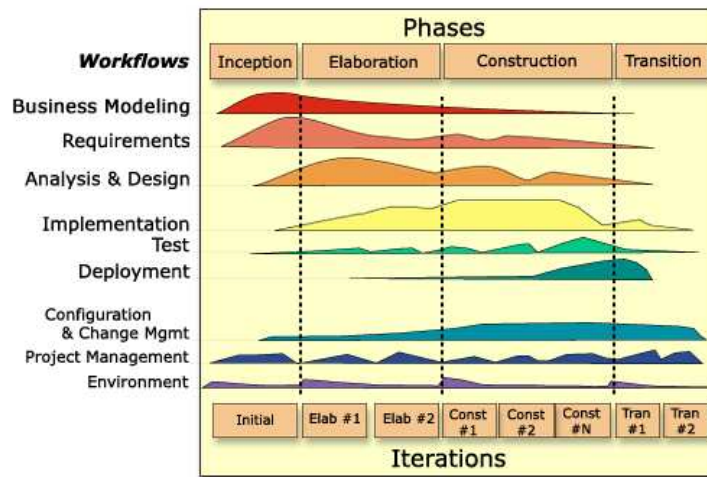 Phases
Workflows
Inception
Elaboration
Construction
Transition
Business Modeling
Requirements
Analysis & Design
Implementation
Test
Deployment
Configuration
& Change Mgmt
Project Management
Environment
Initial
Elab #1
Elab #2
Const
#1
Const
#2
Const
#N
Tran
#1
Tran
#2
Iterations